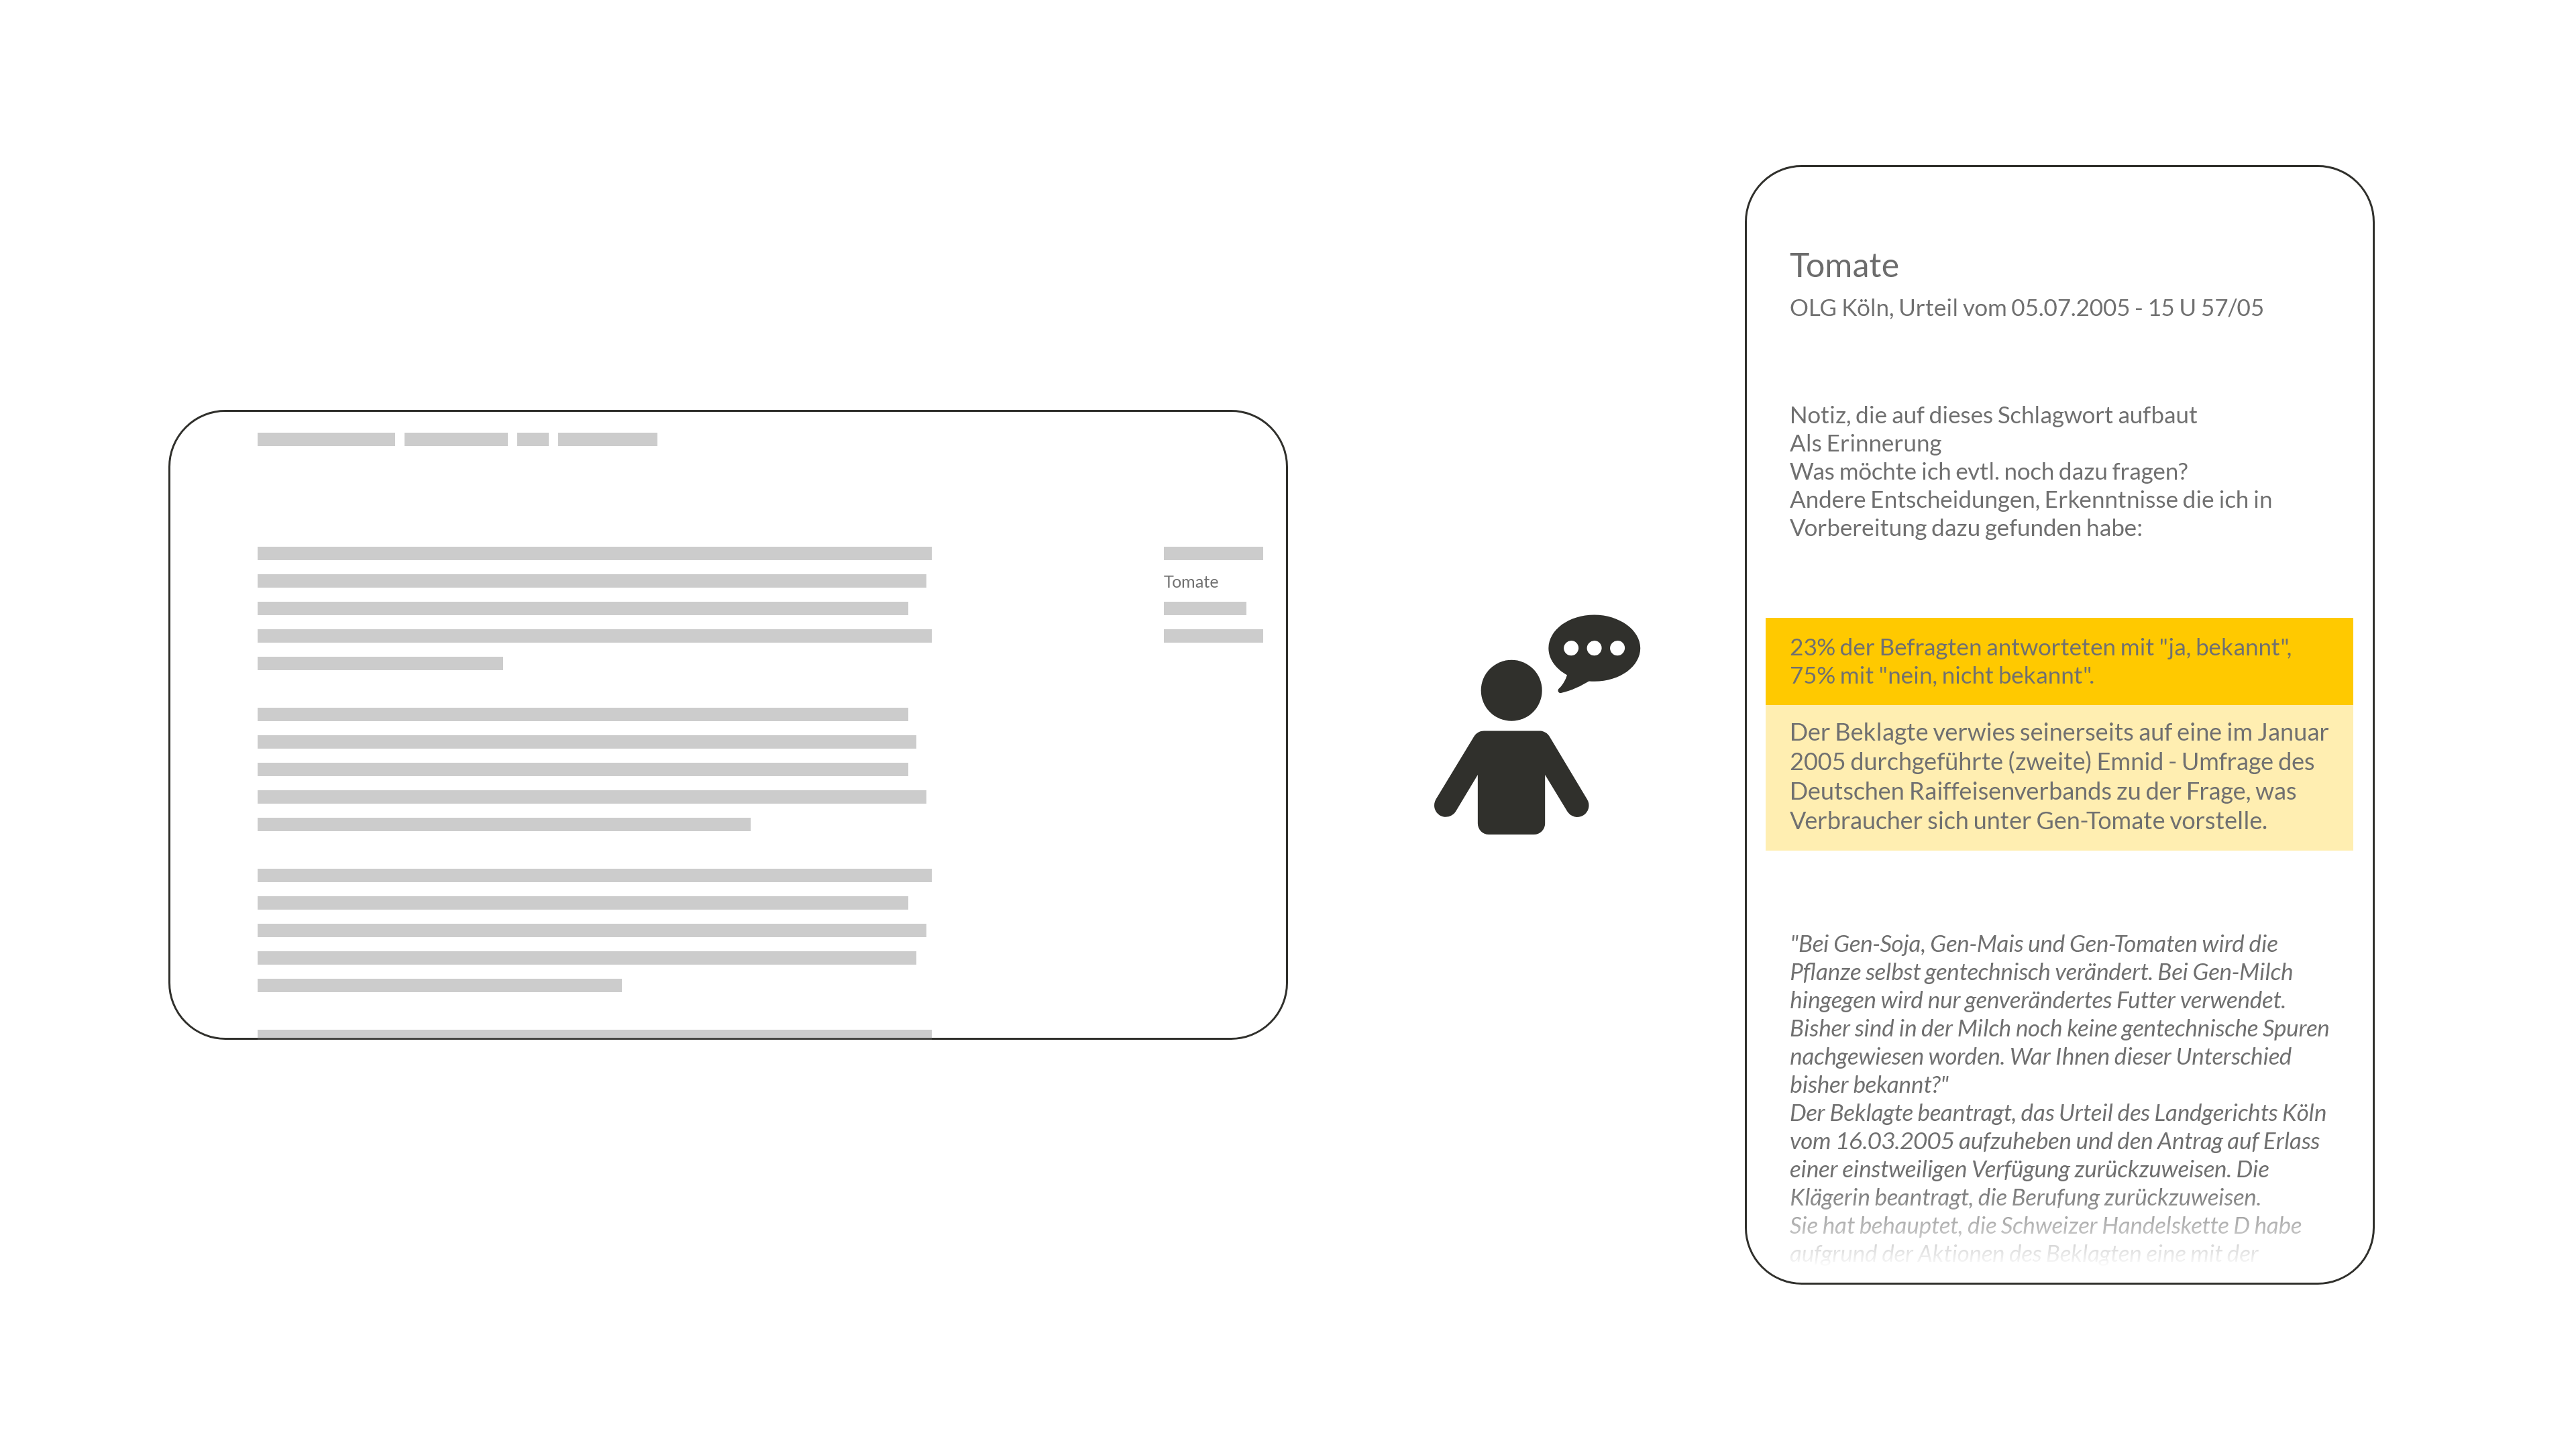 Tomate
Tomate
OLG Köln, Urteil vom 05.07.2005 - 15 U 57/05
Notiz, die auf dieses Schlagwort aufbaut
Als Erinnerung
Was möchte ich evtl. noch dazu fragen?
Andere Entscheidungen, Erkenntnisse die ich in
Vorbereitung dazu gefunden habe:
23% der Befragten antworteten mit "ja, bekannt",
75% mit "nein, nicht bekannt".
Der Beklagte verwies seinerseits auf eine im Januar
2005 durchgeführte (zweite) Emnid - Umfrage des
Deutschen Raiffeisenverbands zu der Frage, was
Verbraucher sich unter Gen-Tomate vorstelle.
"Bei Gen-Soja, Gen-Mais und Gen-Tomaten wird die
Pflanze selbst gentechnisch verändert. Bei Gen-Milch
hingegen wird nur genverändertes Futter verwendet.
Bisher sind in der Milch noch keine gentechnische Spuren
nachgewiesen worden. War Ihnen dieser Unterschied
bisher bekannt?"
Der Beklagte beantragt, das Urteil des Landgerichts Köln
vom 16.03.2005 aufzuheben und den Antrag auf Erlass
einer einstweiligen Verfügung zurückzuweisen. Die
Klägerin beantragt, die Berufung zurückzuweisen.
Sie hat behauptet, die Schweizer Handelskette D habe
aufgrund der Aktionen des Beklagten eine mit der